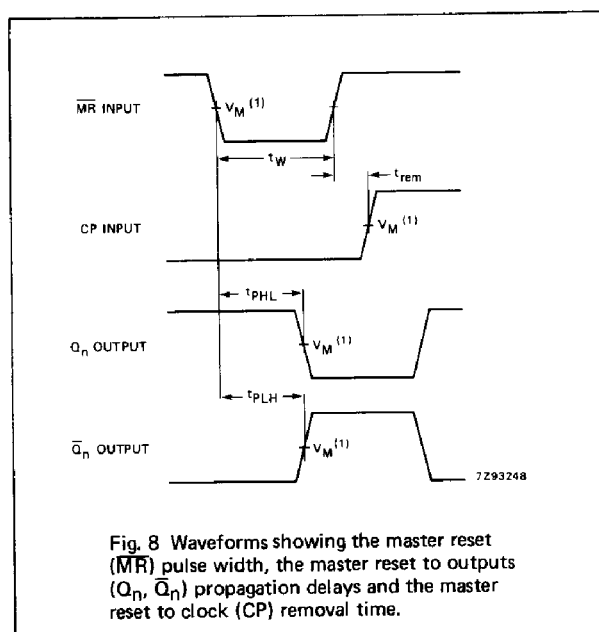 M̅R̅ INPUT
V_M (1)
t_W
t_rem
CP INPUT
V_M (1)
t_PHL
Q_n OUTPUT
V_M (1)
t_PLH
Q̅_n OUTPUT
V_M (1)
7Z93248
Fig. 8 Waveforms showing the master reset
(M̅R̅) pulse width, the master reset to outputs
(Q_n, Q̅_n) propagation delays and the master
reset to clock (CP) removal time.